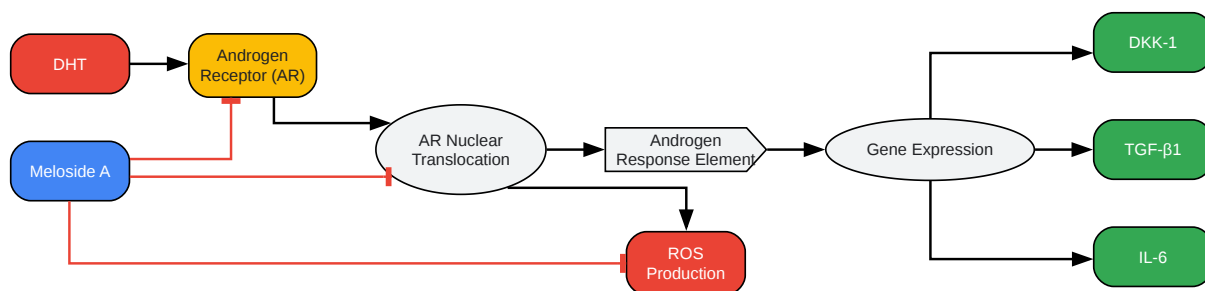 DHT
Androgen
Receptor (AR)
Meloside A
AR Nuclear
Translocation
Androgen
Response Element
Gene Expression
DKK-1
TGF-β1
IL-6
ROS
Production